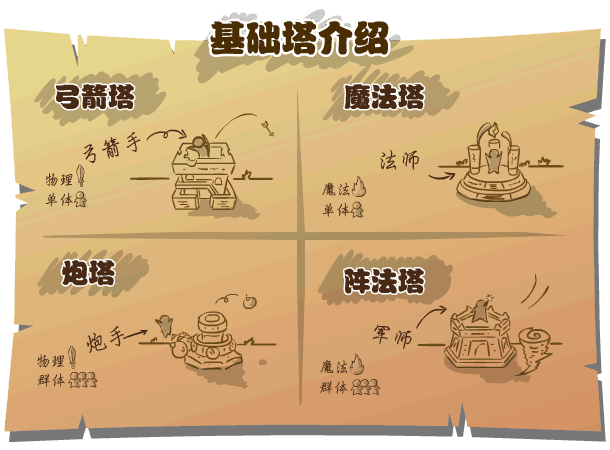 基础塔介绍
弓箭塔
弓箭手
物理
单体
魔法塔
法师
魔法
单体
炮塔
炮手
物理
群体
阵法塔
军师
魔法
群体